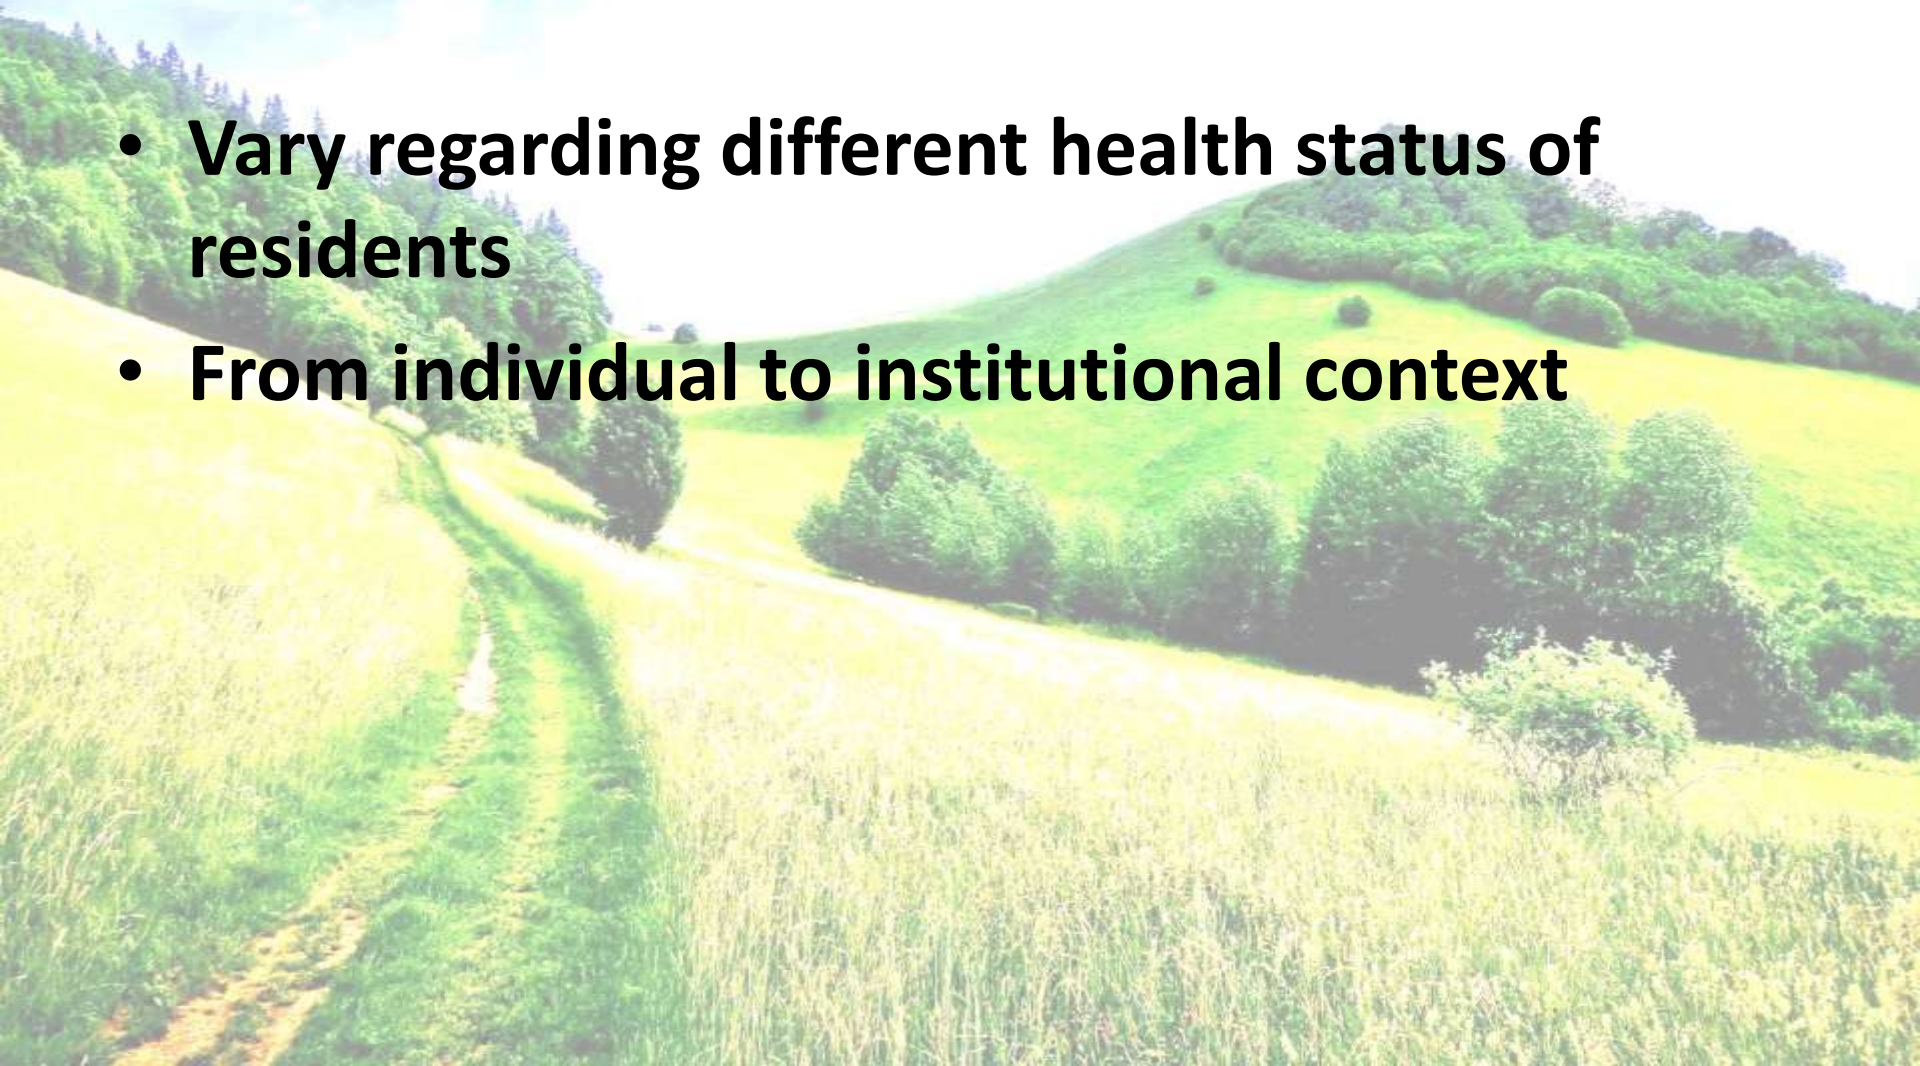 • Vary regarding different health status of
residents
• From individual to institutional context